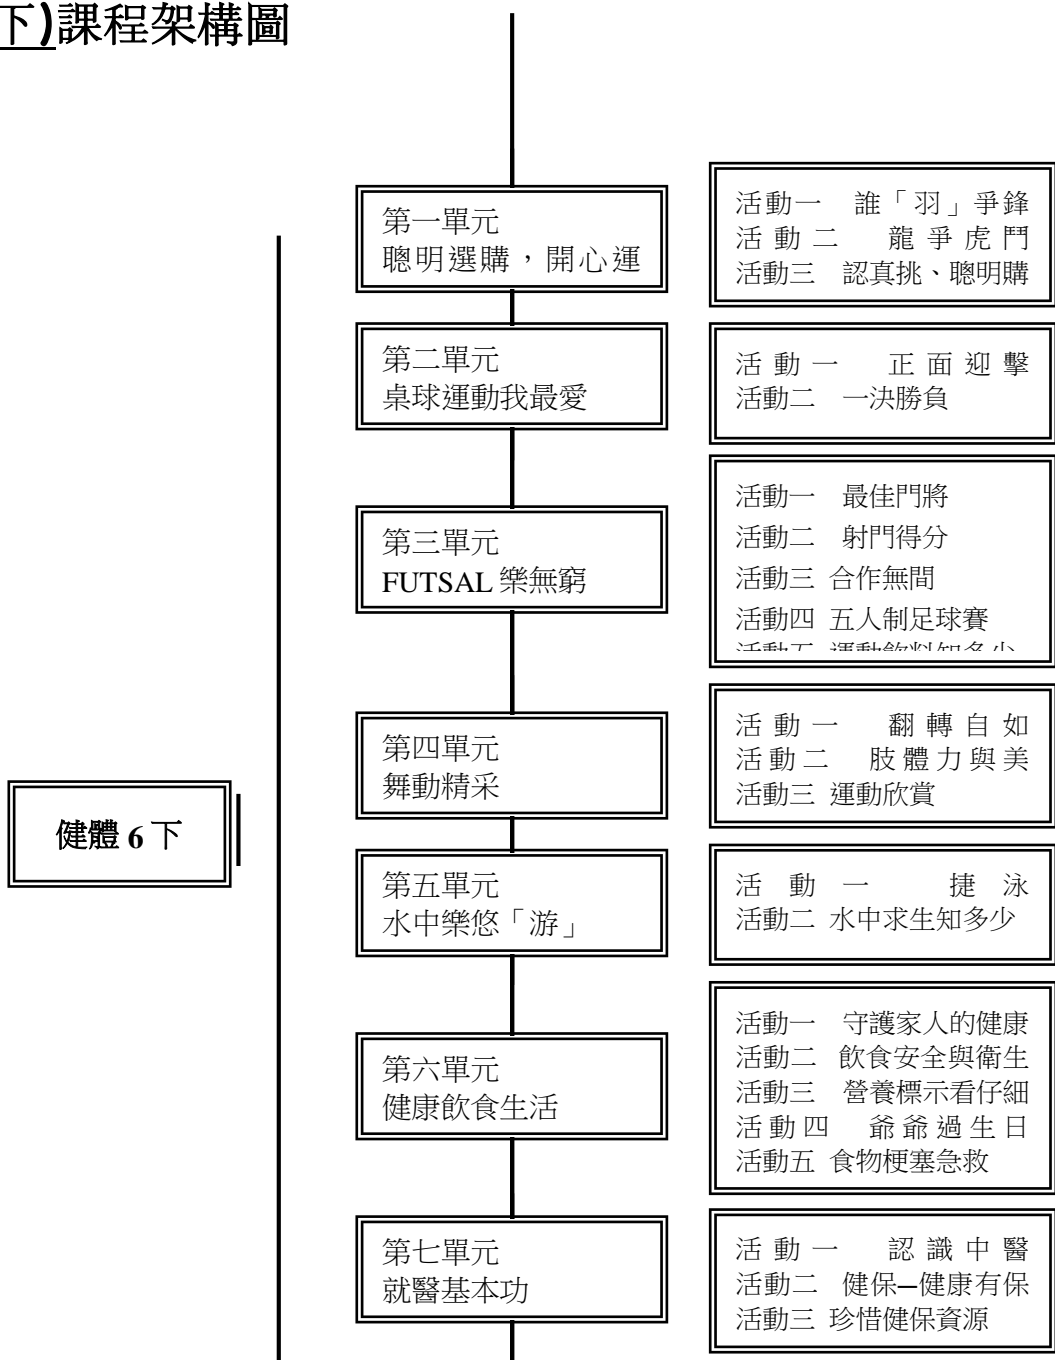 下)課程架構圖
第一單元
聰明選購，開心運
活動一 誰「羽」爭鋒
活動二 龍爭虎鬥
活動三 認真挑、聰明購
第二單元
桌球運動我最愛
活動一 正面迎擊
活動二 一決勝負
第三單元
FUTSAL 樂無窮
活動一 最佳門將
活動二 射門得分
活動三 合作無間
活動四 五人制足球賽
活動五 運動飲料知多少
第四單元
舞動精采
活動一 翻轉自如
活動二 肢體力與美
活動三 運動欣賞
健體 6 下
第五單元
水中樂悠「游」
活動一 捷泳
活動二 水中求生知多少
第六單元
健康飲食生活
活動一 守護家人的健康
活動二 飲食安全與衛生
活動三 營養標示看仔細
活動四 爺爺過生日
活動五 食物梗塞急救
第七單元
就醫基本功
活動一 認識中醫
活動二 健保—健康有保
活動三 珍惜健保資源